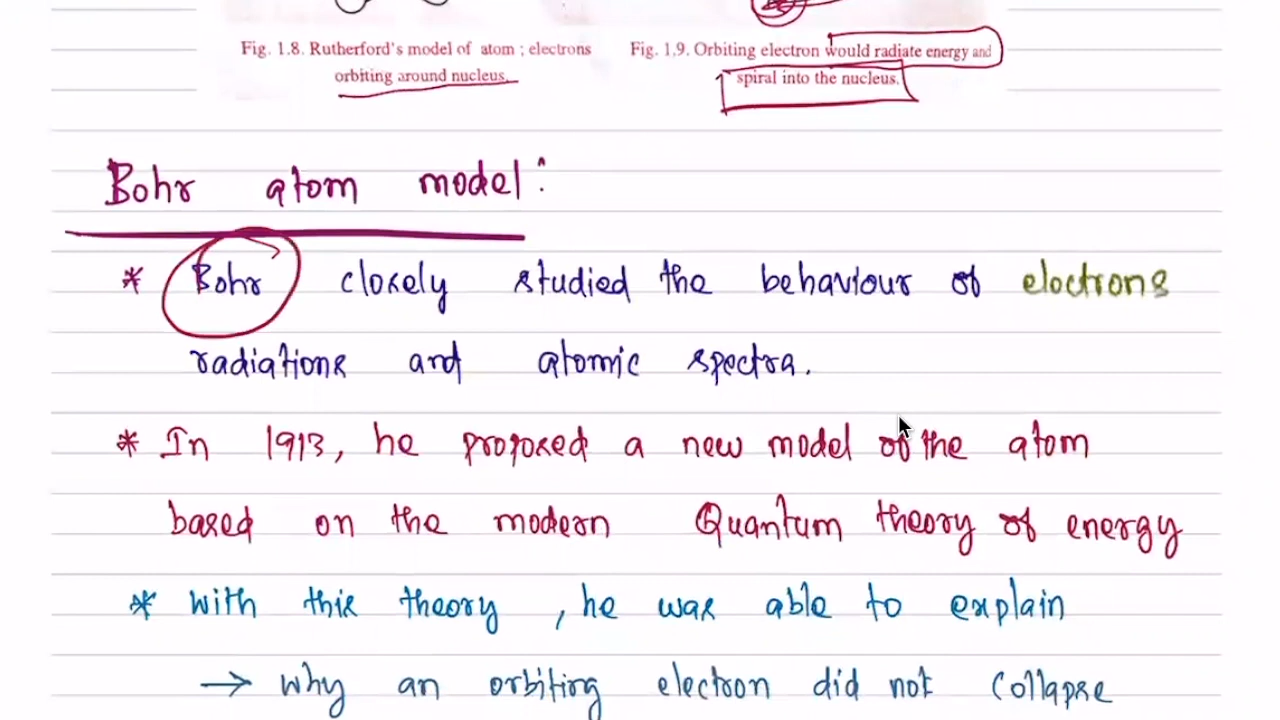 Fig. 1.8. Rutherford's model of atom ; electrons
orbiting around nucleus.
Fig. 1.9. Orbiting electron would radiate energy and
spiral into the nucleus.
Bohr atom model:
* Bohr closely studied the behaviour of electrons
radiations and atomic spectra.
* In 1913, he proposed a new model of the atom
based on the modern Quantum theory of energy
* with this theory , he was able to explain
→ why an orbiting electron did not collapse